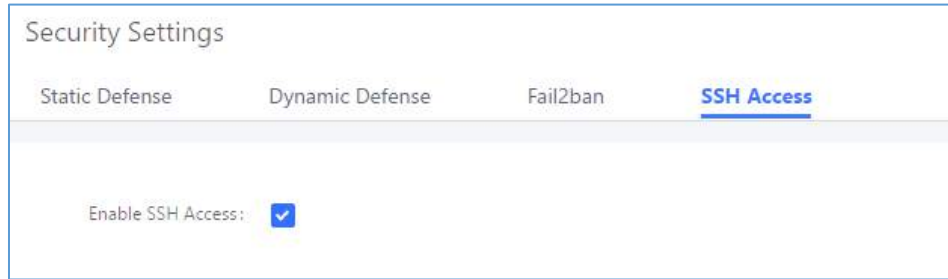 Security Settings
Static Defense Dynamic Defense Fail2ban SSH Access
Enable SSH Access: